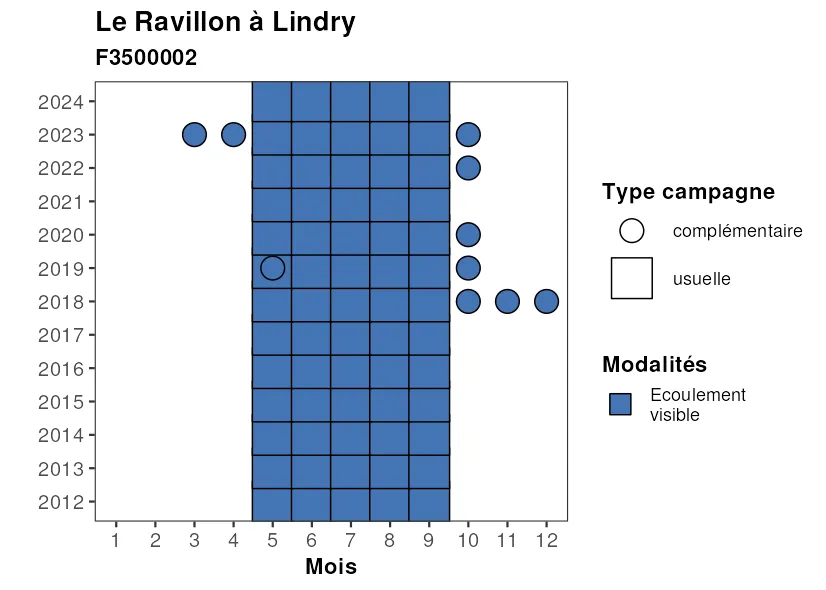 Le Ravillon à Lindry
F3500002
2024
2023
2022
2021
2020
2019
2018
2017
2016
2015
2014
2013
2012
1 2 3 4 5 6 7 8 9 10 11 12
Mois
Type campagne
complémentaire
usuelle
Modalités
Ecoulement
visible